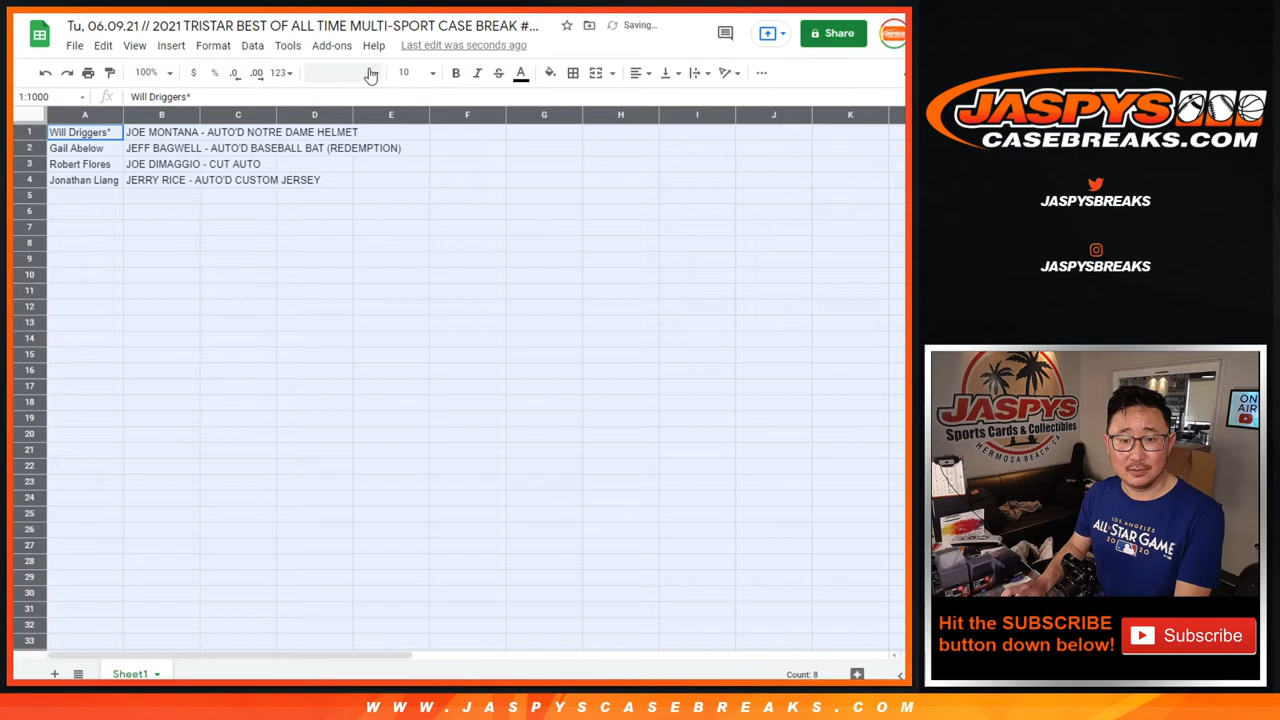 Tu, 06.09.21 // 2021 TRISTAR BEST OF ALL TIME MULTI-SPORT CASE BREAK #...
Saving...
File Edit View Insert Format Data Tools Add-ons Help Last edit was seconds ago
Share
100% $ % .0 .00 123 10 B I S A
1:1000 fx Will Driggers*
A B C D E F G H I J K
1 Will Driggers* JOE MONTANA - AUTO'D NOTRE DAME HELMET
2 Gail Abelow JEFF BAGWELL - AUTO'D BASEBALL BAT (REDEMPTION)
3 Robert Flores JOE DIMAGGIO - CUT AUTO
4 Jonathan Liang JERRY RICE - AUTO'D CUSTOM JERSEY
5
6
7
8
9
10
11
12
13
14
15
16
17
18
19
20
21
22
23
24
25
26
27
28
29
30
31
32
33
Sheet1
Count: 8
JASPYS
CASEBREAKS.COM
JASPYSBREAKS
JASPYSBREAKS
JASPYS
Sports Cards & Collectibles
HERMOSA BEACH CA
ON
AIR
LOS ANGELES
ALL-STAR GAME
2020
Hit the SUBSCRIBE
button down below!
Subscribe
WWW.JASPYSCASEBREAKS.COM